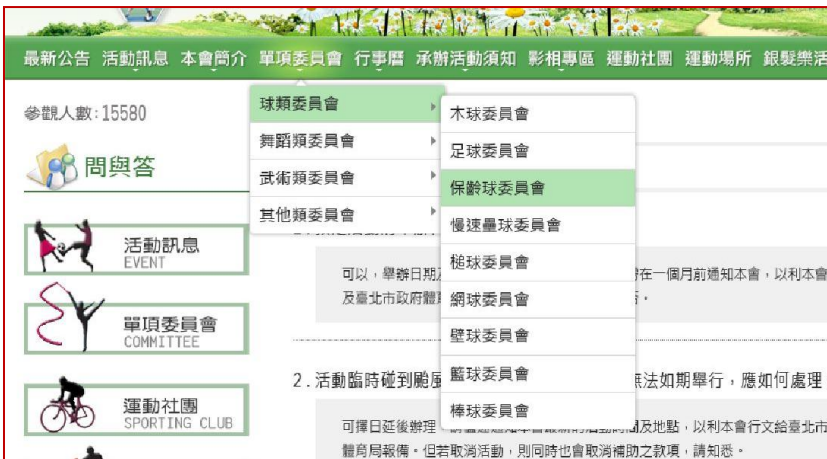 最新公告 活動訊息 本會簡介 單項委員會 行事曆 承辦活動須知 影相專區 運動社團 運動場所 銀髮樂活
參觀人數:15580
問與答
活動訊息
EVENT
單項委員會
COMMITTEE
運動社團
SPORTING CLUB
球類委員會
舞蹈類委員會
武術類委員會
其他類委員會
木球委員會
足球委員會
保齡球委員會
慢速壘球委員會
槌球委員會
網球委員會
壁球委員會
籃球委員會
棒球委員會
可以，舉辦日期 在一個月前通知本會，以利本會
及臺北市政府體
2.活動臨時碰到颱 無法如期舉行，應如何處理
可擇日延後辦理 及地點，以利本會行文給臺北市
體育局報備。但若取消活動，則同時也會取消補助之款項，請知悉。